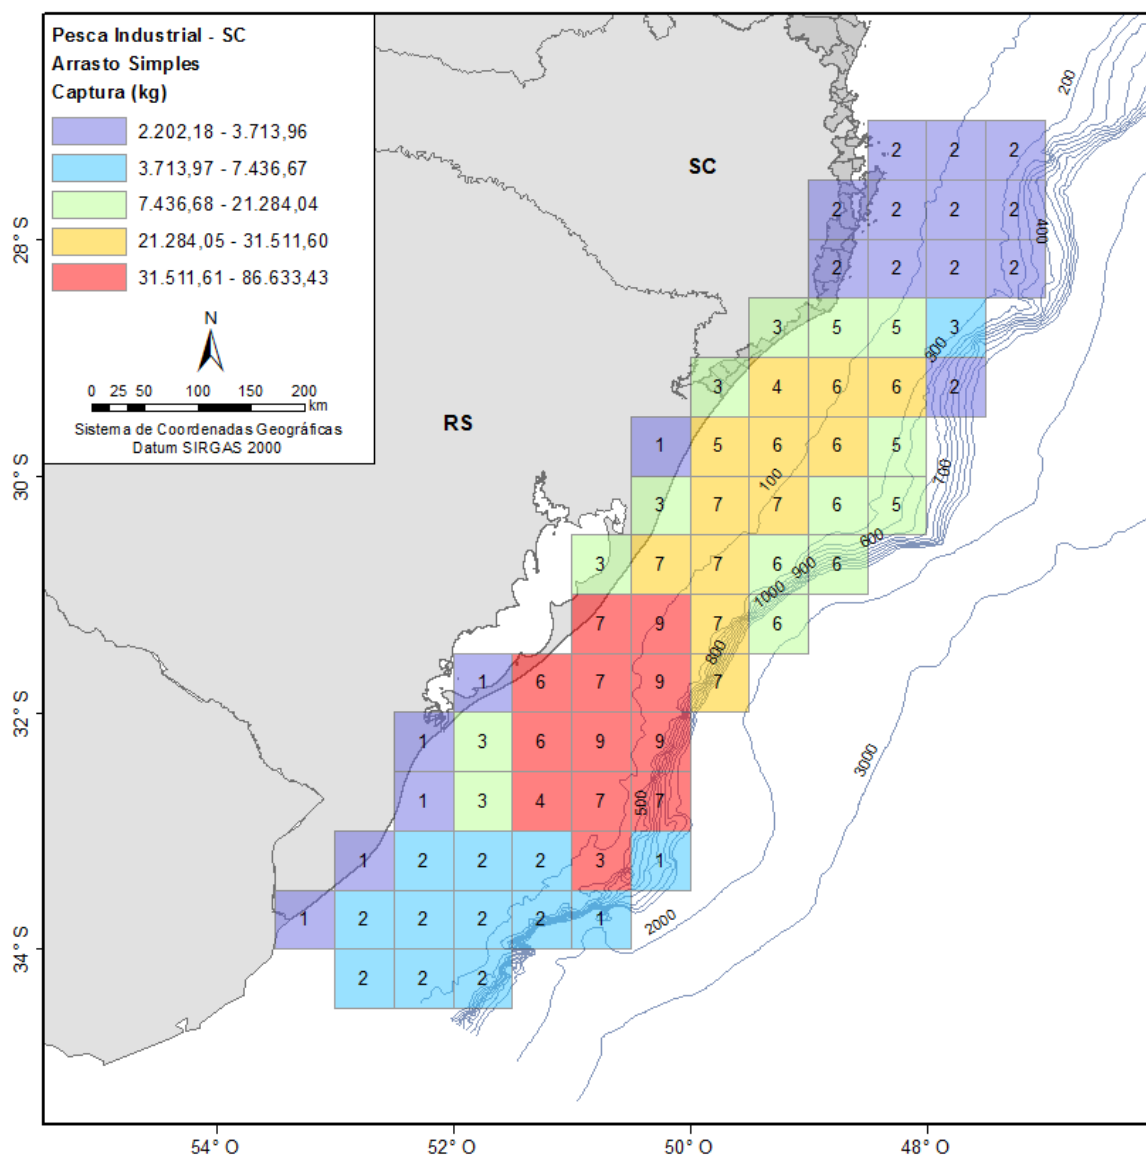 Pesca Industrial - SC
Arrasto Simples
Captura (kg)
2.202,18 - 3.713,96
3.713,97 - 7.436,67
7.436,68 - 21.284,04
21.284,05 - 31.511,60
31.511,61 - 86.633,43
N
0 25 50 100 150 200
km
Sistema de Coordenadas Geográficas
Datum SIRGAS 2000
SC
RS
200
2 2 2
2 2 2 2
400
2 2 2 2
3 5 5 3
300
3 4 6 6 2
1 5 6 6 5
100
100
3 7 7 6 5
600
3 7 7 6 6
900
1000
7 9 7 6
800
1 6 7 9 7
1 3 6 9 9
3000
1 3 4 7 7
500
1 2 2 2 3 1
1 2 2 2 2 1
2000
2 2 2
28° S
30° S
32° S
34° S
54° O
52° O
50° O
48° O